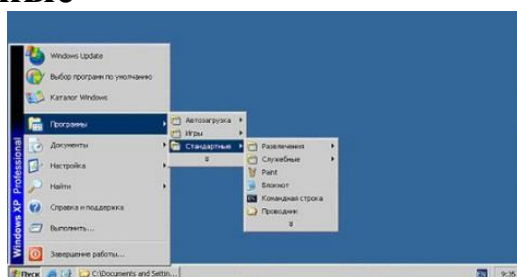 Windows Update
Выбор программ по умолчанию
Каталог Windows
Программы
Документы
Настройка
Найти
Справка и поддержка
Выполнить...
Завершение работы...
Windows XP Professional
Автозагрузка
Игры
Стандартные
Развлечения
Служебные
Paint
Блокнот
Командная строка
Проводник
Пуск
C:\Documents and Settin...
9:35